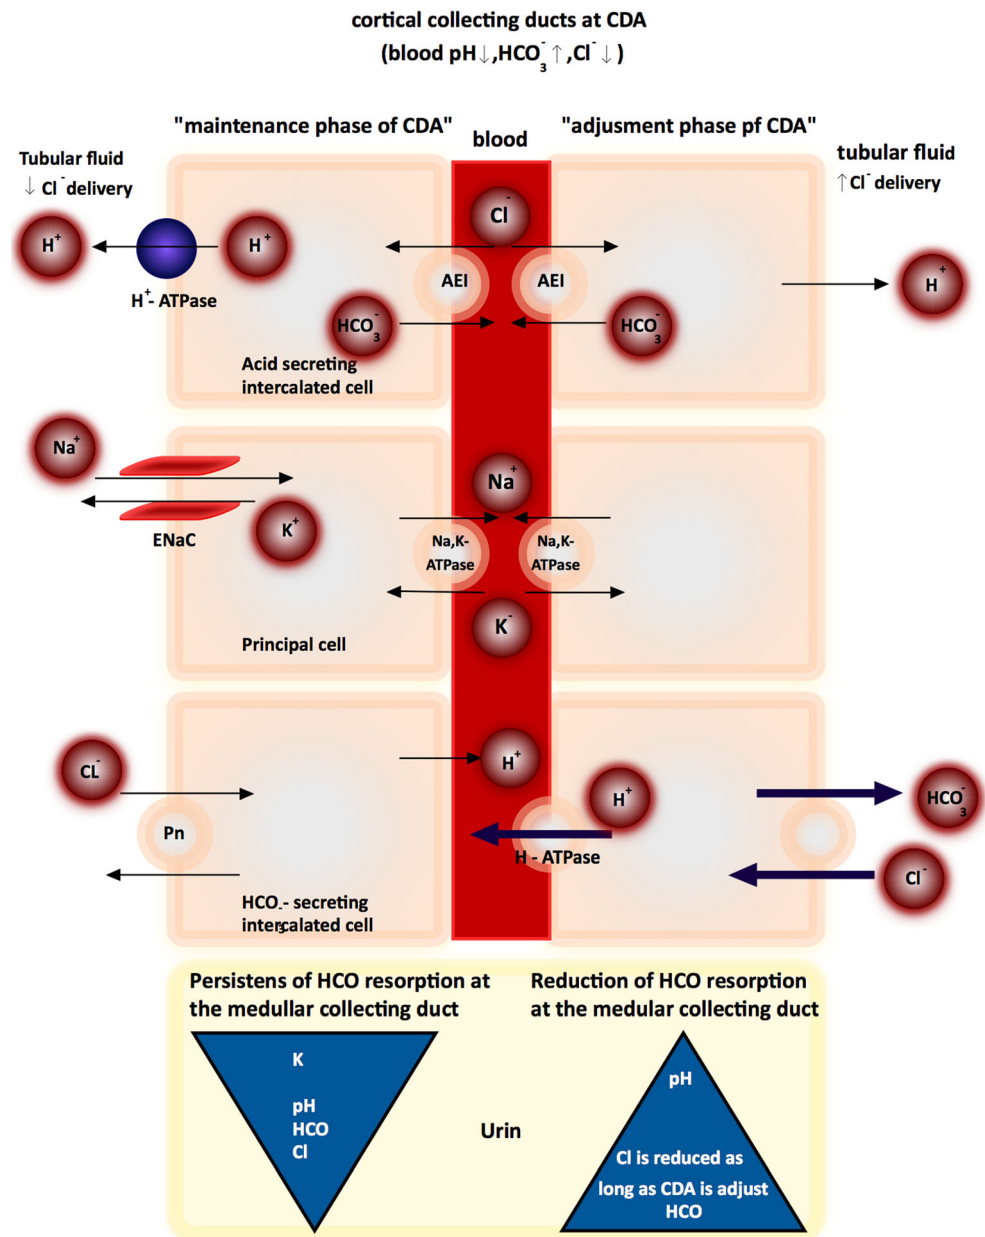 cortical collecting ducts at CDA
(blood pH↓,HCO₃⁻↑,Cl⁻↓)
"maintenance phase of CDA"
blood
"adjusment phase pf CDA"
Tubular fluid
↓ Cl⁻ delivery
tubular fluid
↑Cl⁻ delivery
H⁺
H⁺
H⁺- ATPase
Cl⁻
AEI
AEI
HCO₃⁻
HCO₃⁻
H⁺
Acid secreting
intercalated cell
Na⁺
K⁺
ENaC
Na⁺
Na,K-
ATPase
Na,K-
ATPase
K⁻
Principal cell
CL⁻
Pn
H⁺
H⁺
H - ATPase
HCO₃⁻
Cl⁻
HCO₃- secreting
intercalated cell
Persistens of HCO resorption at
the medullar collecting duct
Reduction of HCO resorption
at the medular collecting duct
K
pH
HCO
Cl
Urin
pH
Cl is reduced as
long as CDA is adjust
HCO